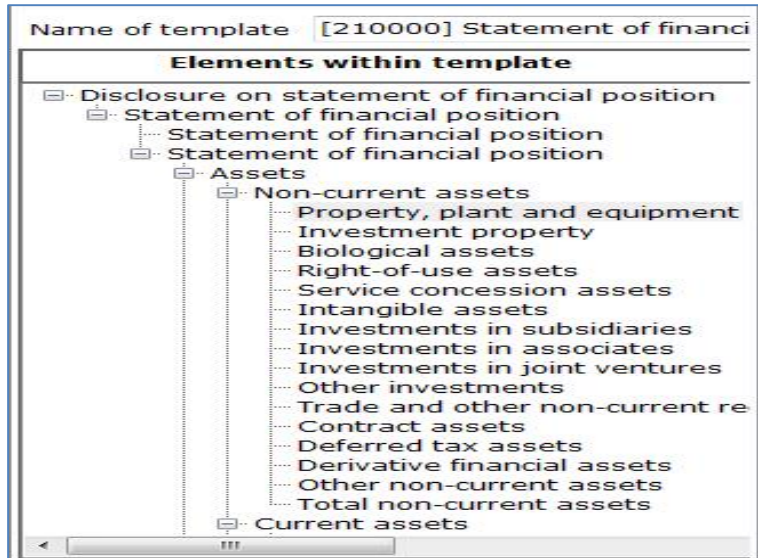 Name of template [210000] Statement of financi
Elements within template
Disclosure on statement of financial position
Statement of financial position
Statement of financial position
Statement of financial position
Assets
Non-current assets
Property, plant and equipment
Investment property
Biological assets
Right-of-use assets
Service concession assets
Intangible assets
Investments in subsidiaries
Investments in associates
Investments in joint ventures
Other investments
Trade and other non-current re
Contract assets
Deferred tax assets
Derivative financial assets
Other non-current assets
Total non-current assets
Current assets